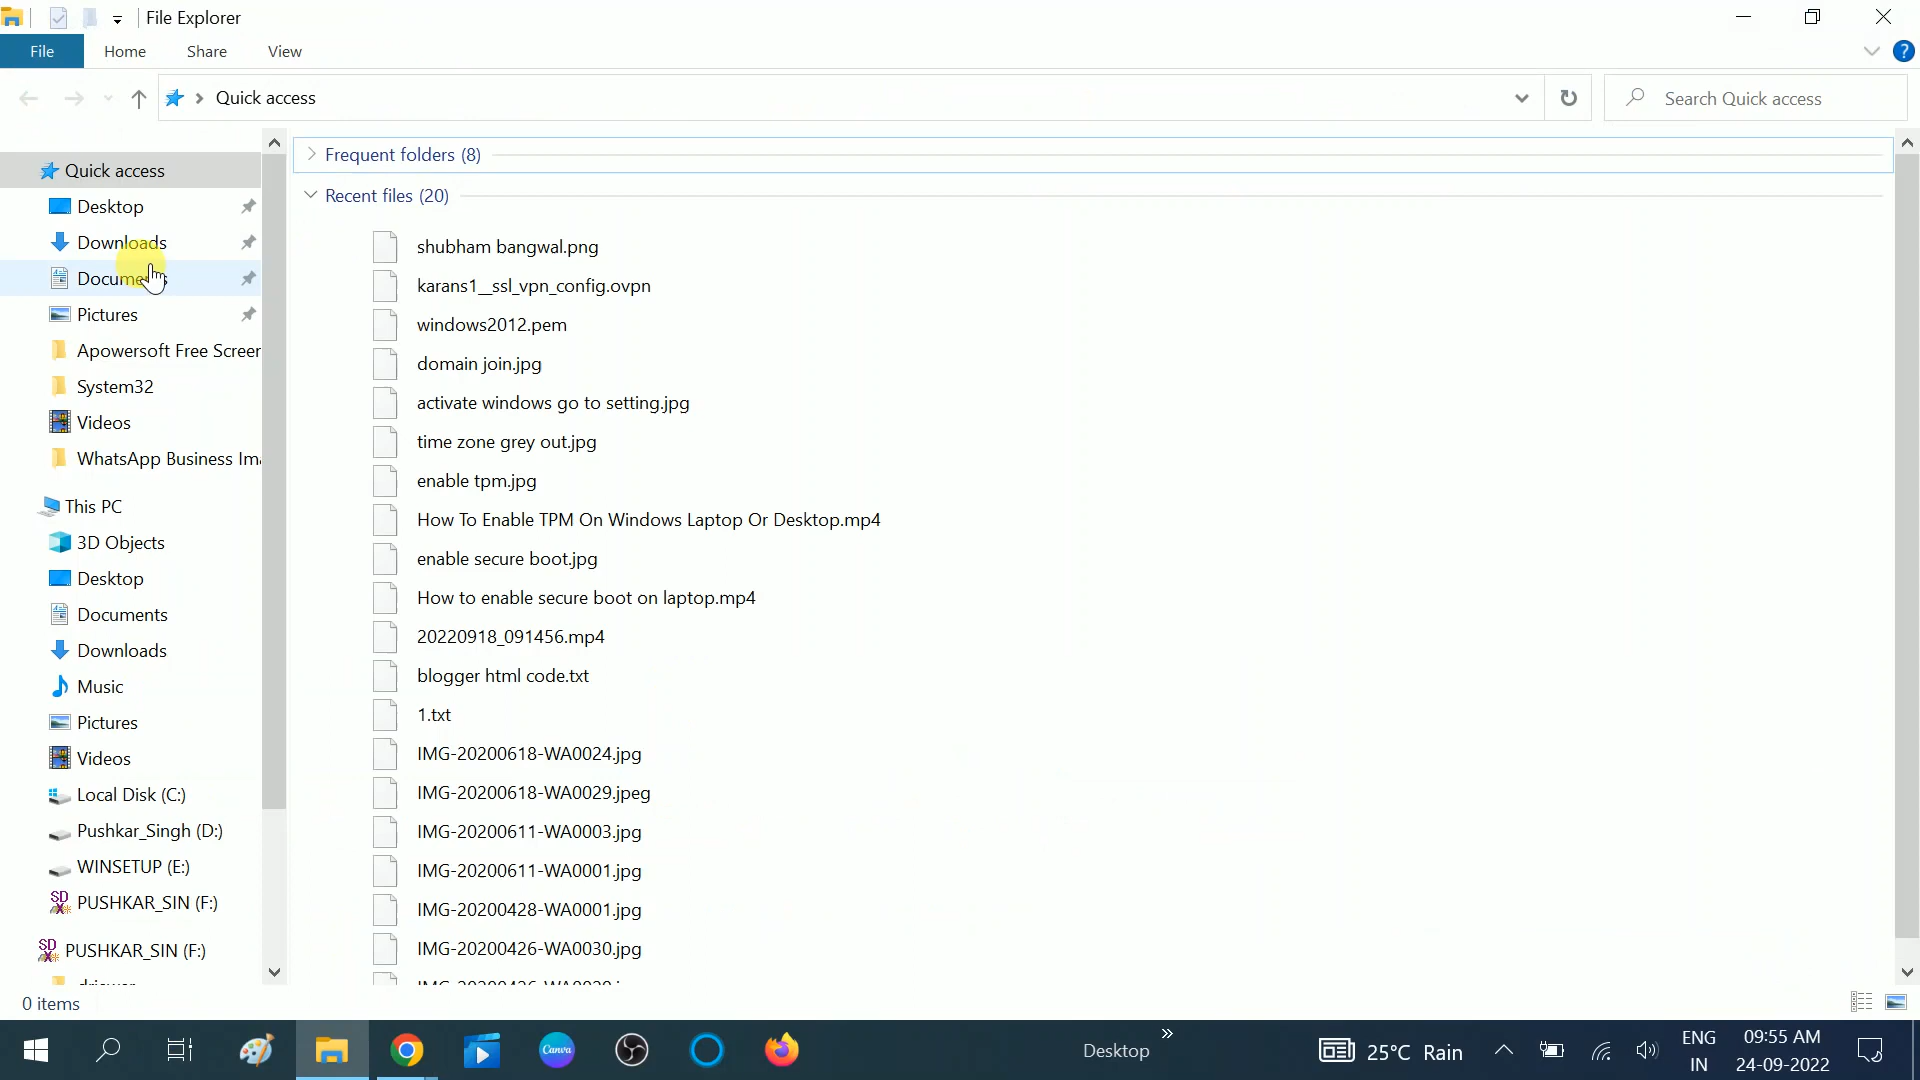 File Explorer
File
Home
Share
View
?
Quick access
Search Quick access
Quick access
Desktop
Downloads
Documents
Pictures
Apowersoft Free Screer
System32
Videos
WhatsApp Business Im
This PC
3D Objects
Desktop
Documents
Downloads
Music
Pictures
Videos
Local Disk (C:)
Pushkar_Singh (D:)
WINSETUP (E:)
SD
PUSHKAR_SIN (F:)
SD
PUSHKAR_SIN (F:)
Frequent folders (8)
Recent files (20)
shubham bangwal.png
karans1__ssl_vpn_config.ovpn
windows2012.pem
domain join.jpg
activate windows go to setting.jpg
time zone grey out.jpg
enable tpm.jpg
How To Enable TPM On Windows Laptop Or Desktop.mp4
enable secure boot.jpg
How to enable secure boot on laptop.mp4
20220918_091456.mp4
blogger html code.txt
1.txt
IMG-20200618-WA0024.jpg
IMG-20200618-WA0029.jpeg
IMG-20200611-WA0003.jpg
IMG-20200611-WA0001.jpg
IMG-20200428-WA0001.jpg
IMG-20200426-WA0030.jpg
0 items
Canva
Desktop
25°C Rain
ENG
IN
09:55 AM
24-09-2022